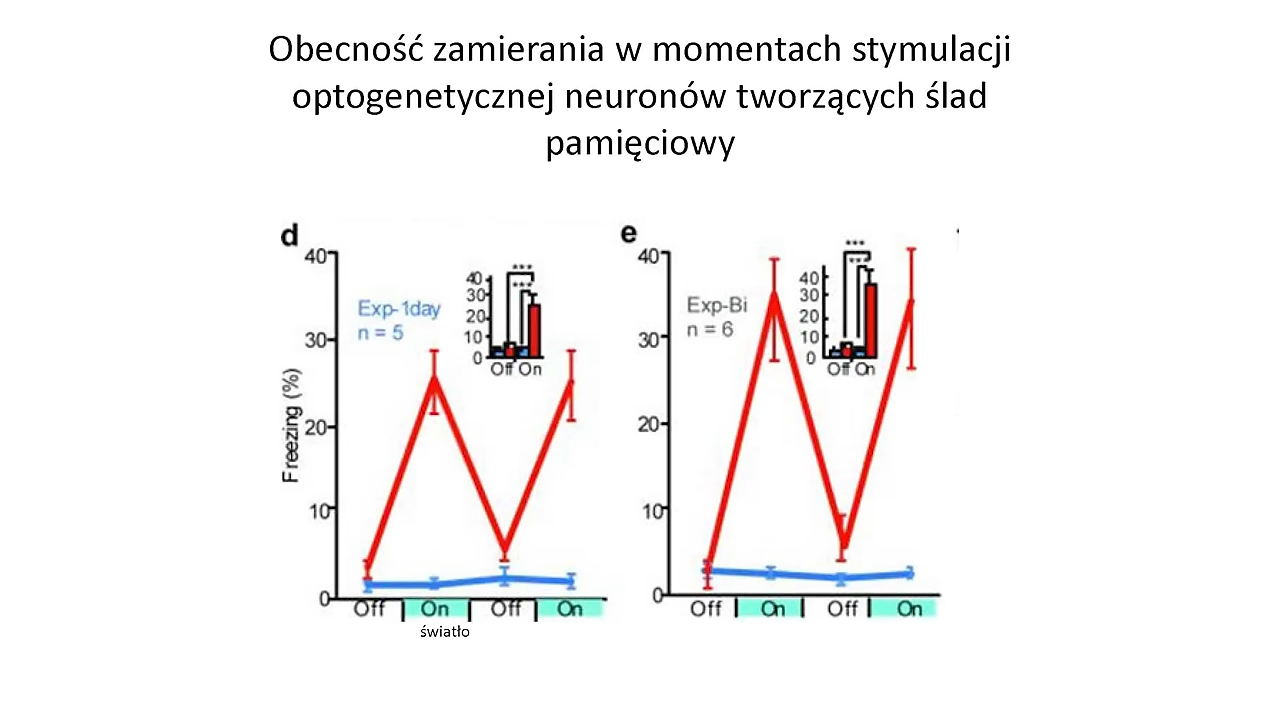 Obecność zamierania w momentach stymulacji
optogenetycznej neuronów tworzących ślad
pamięciowy
d
e
Freezing (%)
40
30
20
10
0
Exp-1day
n = 5
***
***
40
30
20
10
0
Off On
Off On Off On
światło
40
30
20
10
0
Exp-Bi
n = 6
***
***
40
30
20
10
0
Off On
Off On Off On